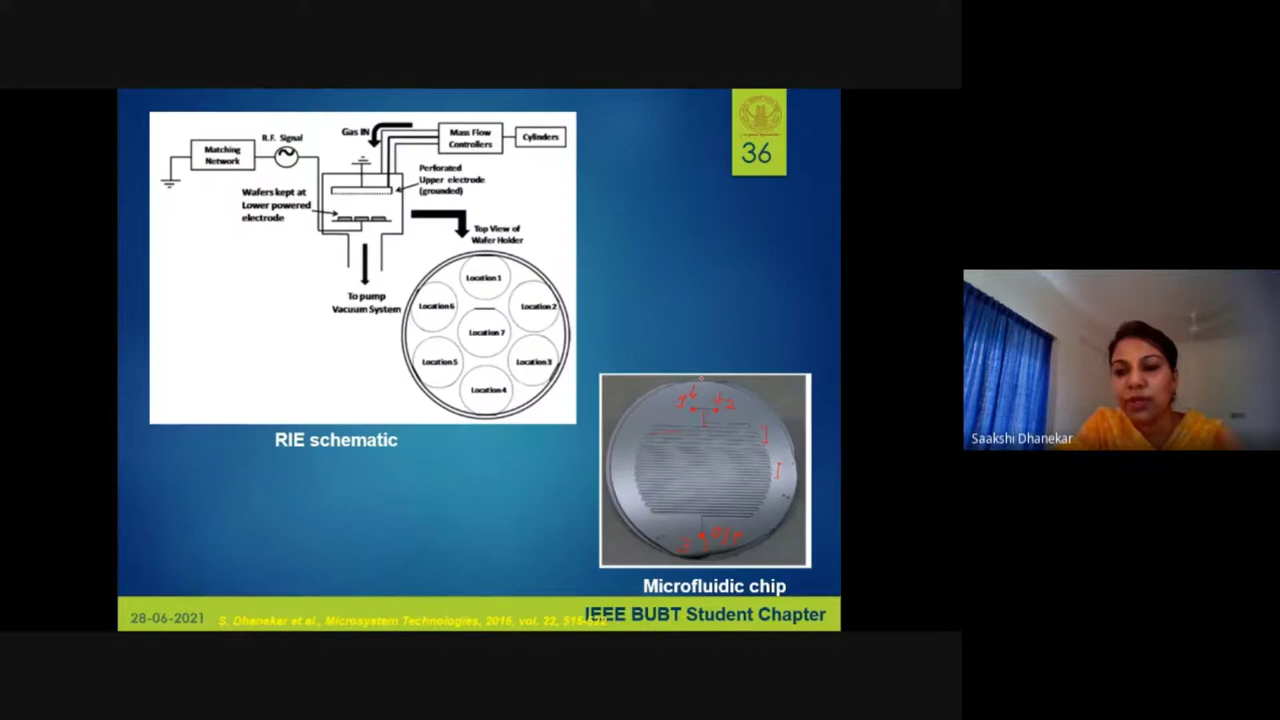 36
R.F. Signal
Gas IN
Matching
Network
Mass Flow
Controllers
Cylinders
Perforated
Upper electrode
(grounded)
Wafers kept at
Lower powered
electrode
Top View of
Wafer Holder
To pump
Vacuum System
Location 1
Location 6
Location 2
Location 7
Location 5
Location 3
Location 4
RIE schematic
Microfluidic chip
28-06-2021
S. Dhanekar et al., Microsystem Technologies, 2016, vol. 22,
IEEE BUBT Student Chapter
Saakshi Dhanekar